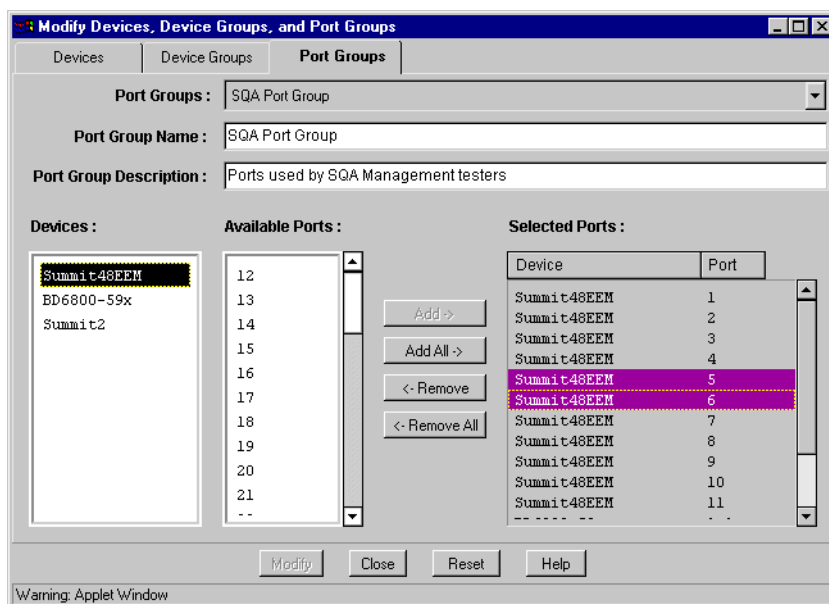 Modify Devices, Device Groups, and Port Groups
Devices Device Groups Port Groups
Port Groups : SQA Port Group
Port Group Name : SQA Port Group
Port Group Description : Ports used by SQA Management testers
Devices : Available Ports : Selected Ports :
Device Port
Summit48EEM
BD6800-59x
Summit2
12
13
14
15
16
17
18
19
20
21
Add ->
Add All ->
<- Remove
<- Remove All
Summit48EEM 1
Summit48EEM 2
Summit48EEM 3
Summit48EEM 4
Summit48EEM 5
Summit48EEM 6
Summit48EEM 7
Summit48EEM 8
Summit48EEM 9
Summit48EEM 10
Summit48EEM 11
Modify Close Reset Help
Warning: Applet Window